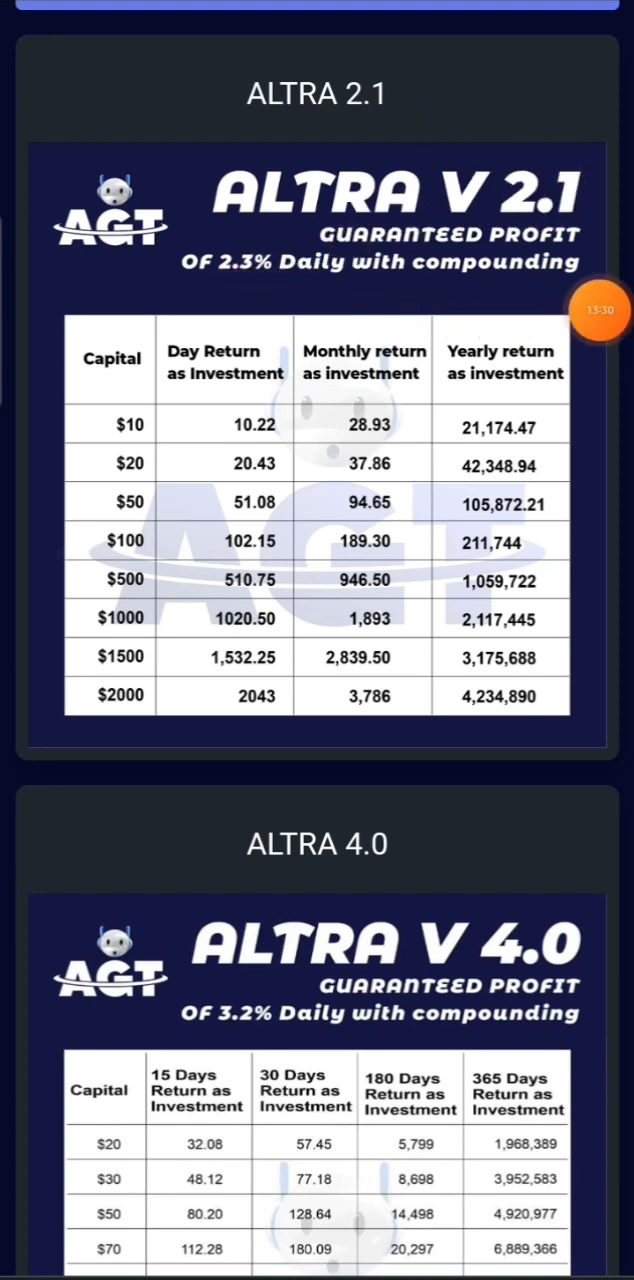 ALTRA 2.1
AGT
ALTRA V 2.1
GUARANTEED PROFIT
OF 2.3% Daily with compounding
13:30
Capital Day Return as Investment Monthly return as investment Yearly return as investment
$10 10.22 28.93 21,174.47
$20 20.43 37.86 42,348.94
$50 51.08 94.65 105,872.21
$100 102.15 189.30 211,744
$500 510.75 946.50 1,059,722
$1000 1020.50 1,893 2,117,445
$1500 1,532.25 2,839.50 3,175,688
$2000 2043 3,786 4,234,890
AGT
ALTRA 4.0
AGT
ALTRA V 4.0
GUARANTEED PROFIT
OF 3.2% Daily with compounding
Capital 15 Days Return as Investment 30 Days Return as Investment 180 Days Return as Investment 365 Days Return as Investment
$20 32.08 57.45 5,799 1,968,389
$30 48.12 77.18 8,698 3,952,583
$50 80.20 128.64 14,498 4,920,977
$70 112.28 180.09 20,297 6,889,366